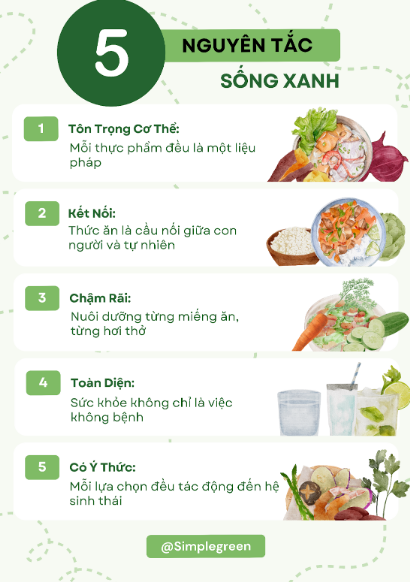 5
NGUYÊN TẮC
SỐNG XANH
1
Tôn Trọng Cơ Thể:
Mỗi thực phẩm đều là một liệu
pháp
2
Kết Nối:
Thức ăn là cầu nối giữa con
người và tự nhiên
3
Chậm Rãi:
Nuôi dưỡng từng miếng ăn,
từng hơi thở
4
Toàn Diện:
Sức khỏe không chỉ là việc
không bệnh
5
Có Ý Thức:
Mỗi lựa chọn đều tác động đến hệ
sinh thái
@Simplegreen